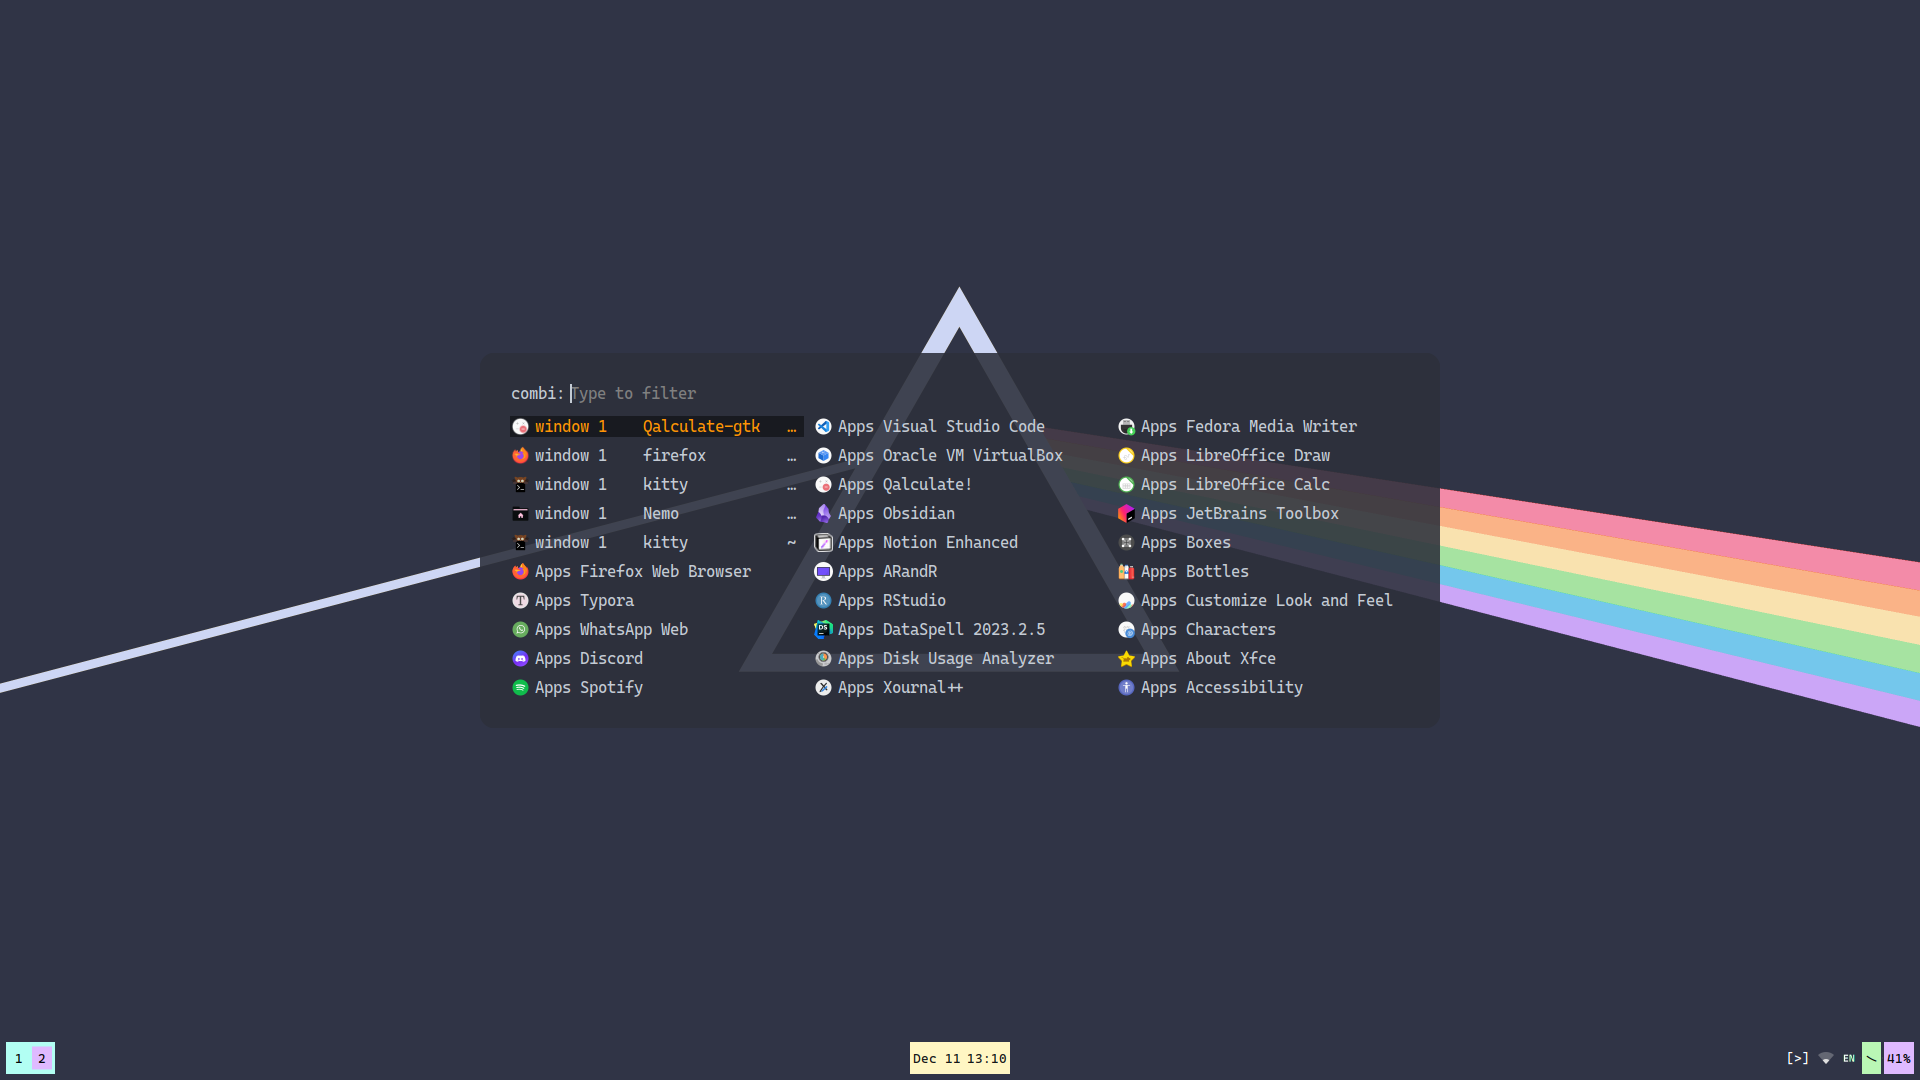 combi: Type to filter
window 1 Qalculate-gtk …
window 1 firefox …
window 1 kitty …
window 1 Nemo …
window 1 kitty ~
Apps Firefox Web Browser
Apps Typora
Apps WhatsApp Web
Apps Discord
Apps Spotify
Apps Visual Studio Code
Apps Oracle VM VirtualBox
Apps Qalculate!
Apps Obsidian
Apps Notion Enhanced
Apps ARandR
Apps RStudio
Apps DataSpell 2023.2.5
Apps Disk Usage Analyzer
Apps Xournal++
Apps Fedora Media Writer
Apps LibreOffice Draw
Apps LibreOffice Calc
Apps JetBrains Toolbox
Apps Boxes
Apps Bottles
Apps Customize Look and Feel
Apps Characters
Apps About Xfce
Apps Accessibility
1 2
Dec 11 13:10
[>] EN 41%